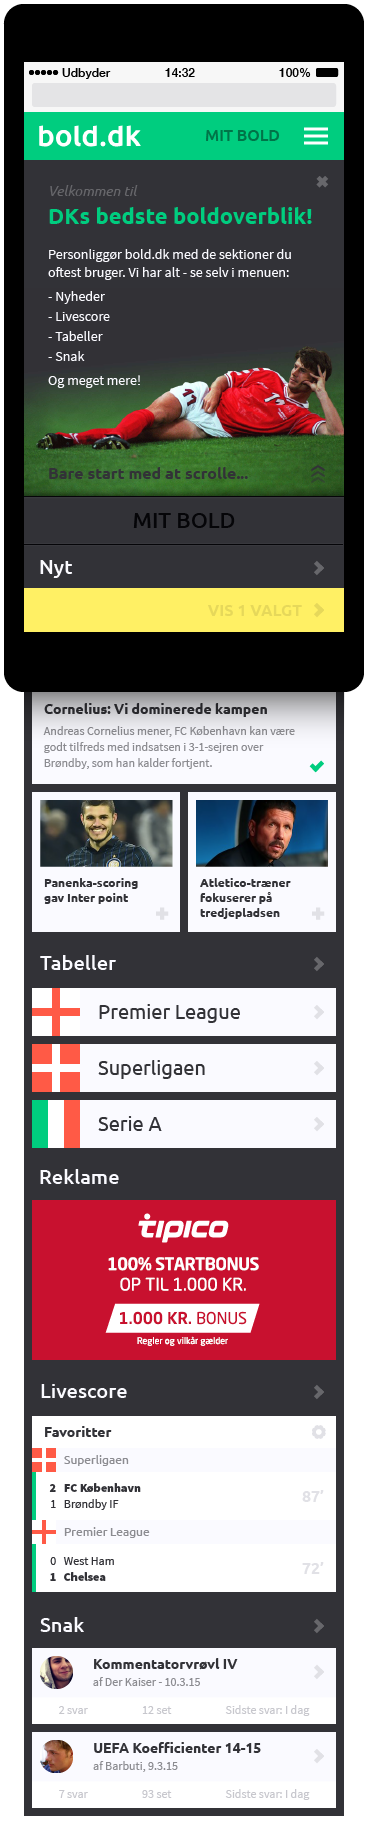 Udbyder 14:32 100%
bold.dk MIT BOLD
Velkommen til
DKs bedste boldoverblik!
Personliggør bold.dk med de sektioner du
oftest bruger. Vi har alt - se selv i menuen:
- Nyheder
- Livescore
- Tabeller
- Snak
Og meget mere!
11
Bare start med at scrolle...
MIT BOLD
Nyt
VIS 1 VALGT
Cornelius: Vi dominerede kampen
Andreas Cornelius mener, FC København kan være
godt tilfreds med indsatsen i 3-1-sejren over
Brøndby, som han kalder fortjent.
Panenka-scoring
gav Inter point
Atletico-træner
fokuserer på
tredjepladsen
Tabeller
Premier League
Superligaen
Serie A
Reklame
tipico
100% STARTBONUS
OP TIL 1.000 KR.
1.000 KR. BONUS
Regler og vilkår gælder
Livescore
Favoritter
Superligaen
2 FC København
1 Brøndby IF
87’
Premier League
0 West Ham
1 Chelsea
72’
Snak
Kommentatorvrøvl IV
af Der Kaiser - 10.3.15
2 svar 12 set Sidste svar: I dag
UEFA Koefficienter 14-15
af Barbuti, 9.3.15
7 svar 93 set Sidste svar: I dag